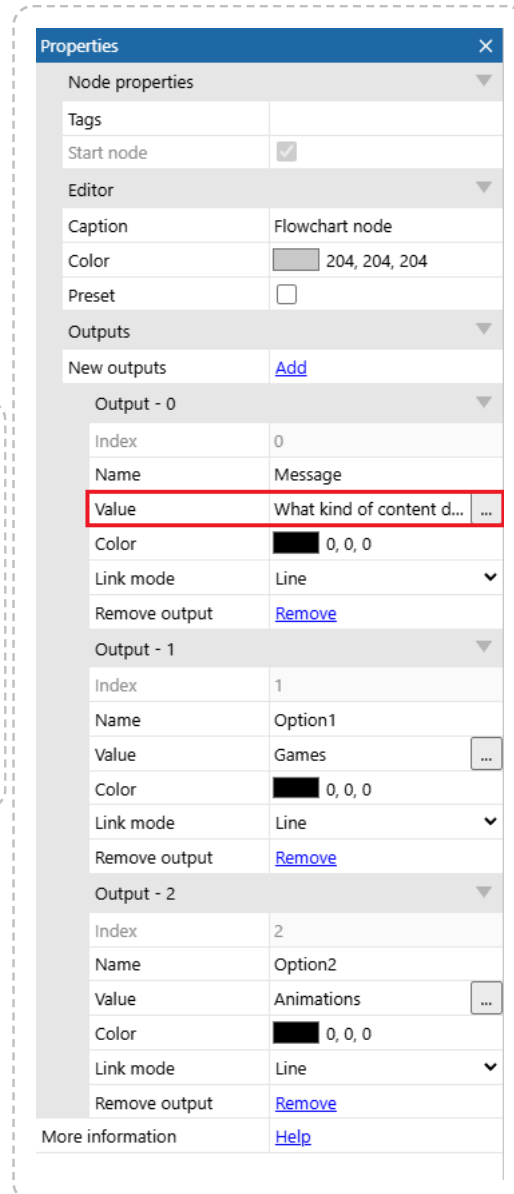 Properties
Node properties
Tags
Start node
Editor
Caption Flowchart node
Color 204, 204, 204
Preset
Outputs
New outputs Add
Output - 0
Index 0
Name Message
Value What kind of content d... ...
Color 0, 0, 0
Link mode Line
Remove output Remove
Output - 1
Index 1
Name Option1
Value Games ...
Color 0, 0, 0
Link mode Line
Remove output Remove
Output - 2
Index 2
Name Option2
Value Animations ...
Color 0, 0, 0
Link mode Line
Remove output Remove
More information Help